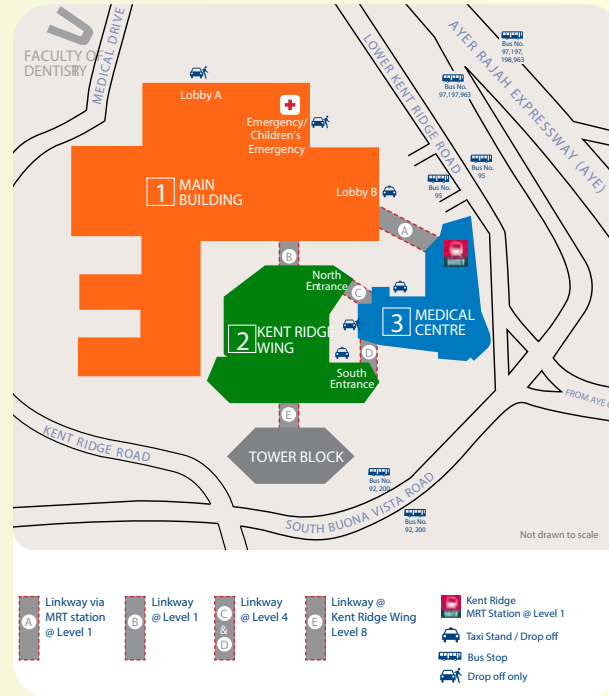 FACULTY OF
DENTISTRY
MEDICAL DRIVE
Lobby A
Emergency/
Children's
Emergency
1 MAIN
BUILDING
Lobby B
LOWER KENT RIDGE ROAD
AYER RAJAH EXPRESSWAY (AYE)
Bus No.
97,197,
198,963
Bus No.
97,197,963
Bus No.
95
Bus No.
95
A
B
North
Entrance
C
2 KENT RIDGE
WING
3 MEDICAL
CENTRE
D
South
Entrance
E
TOWER BLOCK
KENT RIDGE ROAD
SOUTH BUONA VISTA ROAD
Bus No.
92, 200
Bus No.
92, 200
FROM AYE
Not drawn to scale
A
Linkway via
MRT station
@ Level 1
B
Linkway
@ Level 1
C
&
D
Linkway
@ Level 4
E
Linkway @
Kent Ridge Wing
Level 8
Kent Ridge
MRT Station @ Level 1
Taxi Stand / Drop off
Bus Stop
Drop off only